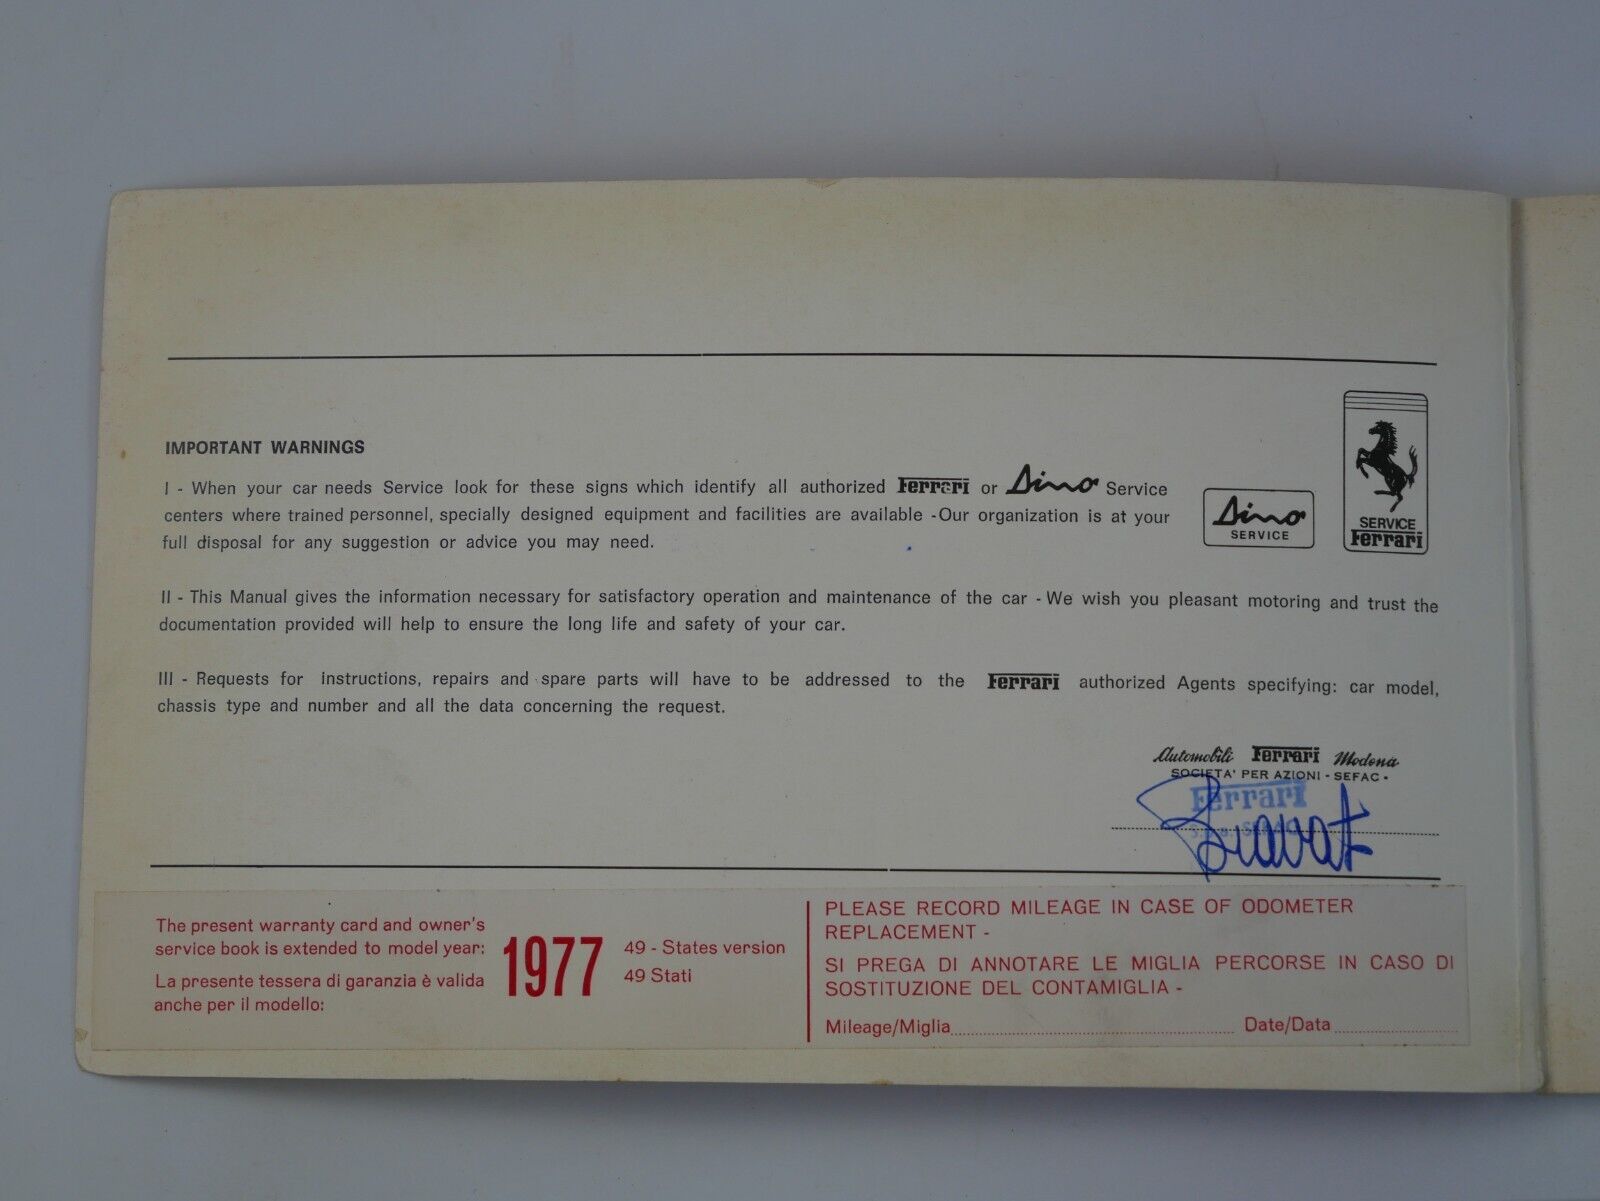 IMPORTANT WARNINGS
I - When your car needs Service look for these signs which identify all authorized Ferrari or Dino Service
centers where trained personnel, specially designed equipment and facilities are available -Our organization is at your
full disposal for any suggestion or advice you may need.
Dino
SERVICE
SERVICE
Ferrari
II - This Manual gives the information necessary for satisfactory operation and maintenance of the car - We wish you pleasant motoring and trust the
documentation provided will help to ensure the long life and safety of your car.
III - Requests for instructions, repairs and spare parts will have to be addressed to the Ferrari authorized Agents specifying: car model,
chassis type and number and all the data concerning the request.
Automobili Ferrari Modena
SOCIETA' PER AZIONI - SEFAC -
Ferrari
The present warranty card and owner's
service book is extended to model year:
La presente tessera di garanzia è valida
anche per il modello:
1977
49 - States version
49 Stati
PLEASE RECORD MILEAGE IN CASE OF ODOMETER
REPLACEMENT -
SI PREGA DI ANNOTARE LE MIGLIA PERCORSE IN CASO DI
SOSTITUZIONE DEL CONTAMIGLIA -
Mileage/Miglia Date/Data